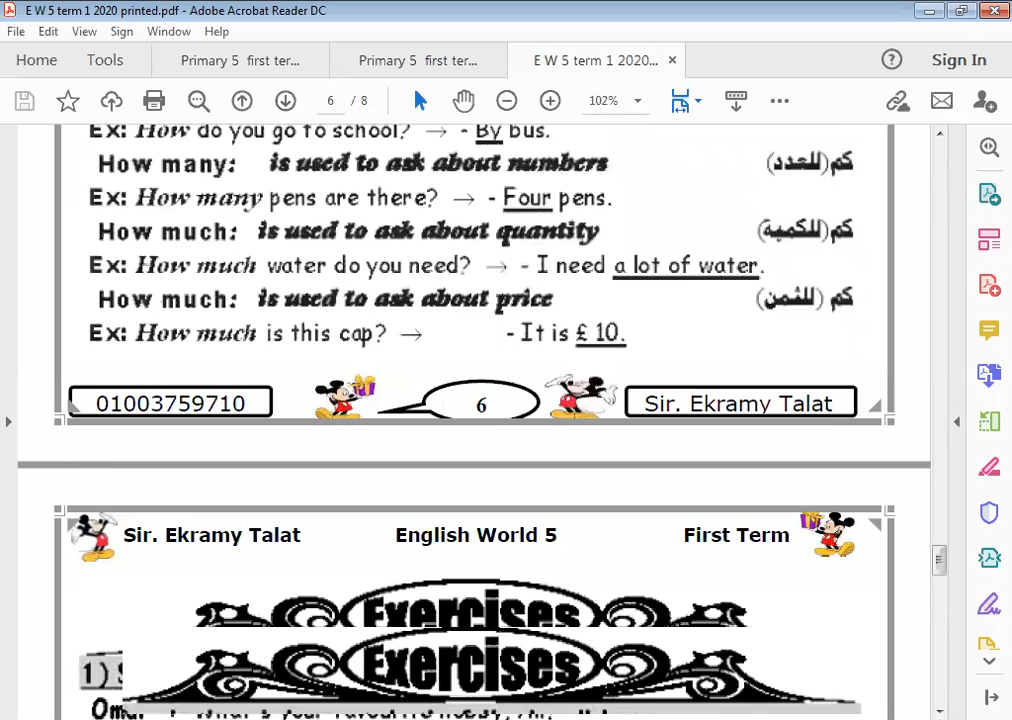 E W 5 term 1 2020 printed.pdf - Adobe Acrobat Reader DC
File Edit View Sign Window Help
Home Tools Primary 5 first ter... Primary 5 first ter... E W 5 term 1 2020... × ? Sign In
6 / 8 102%
Ex: How do you go to school? → - By bus.
How many: is used to ask about numbers كم(للعدد)
Ex: How many pens are there? → - Four pens.
How much: is used to ask about quantity كم(للكمية)
Ex: How much water do you need? → - I need a lot of water.
How much: is used to ask about price كم (للثمن)
Ex: How much is this cap? → - It is £ 10.
01003759710 6 Sir. Ekramy Talat
Sir. Ekramy Talat English World 5 First Term
Exercises
Exercises
1)